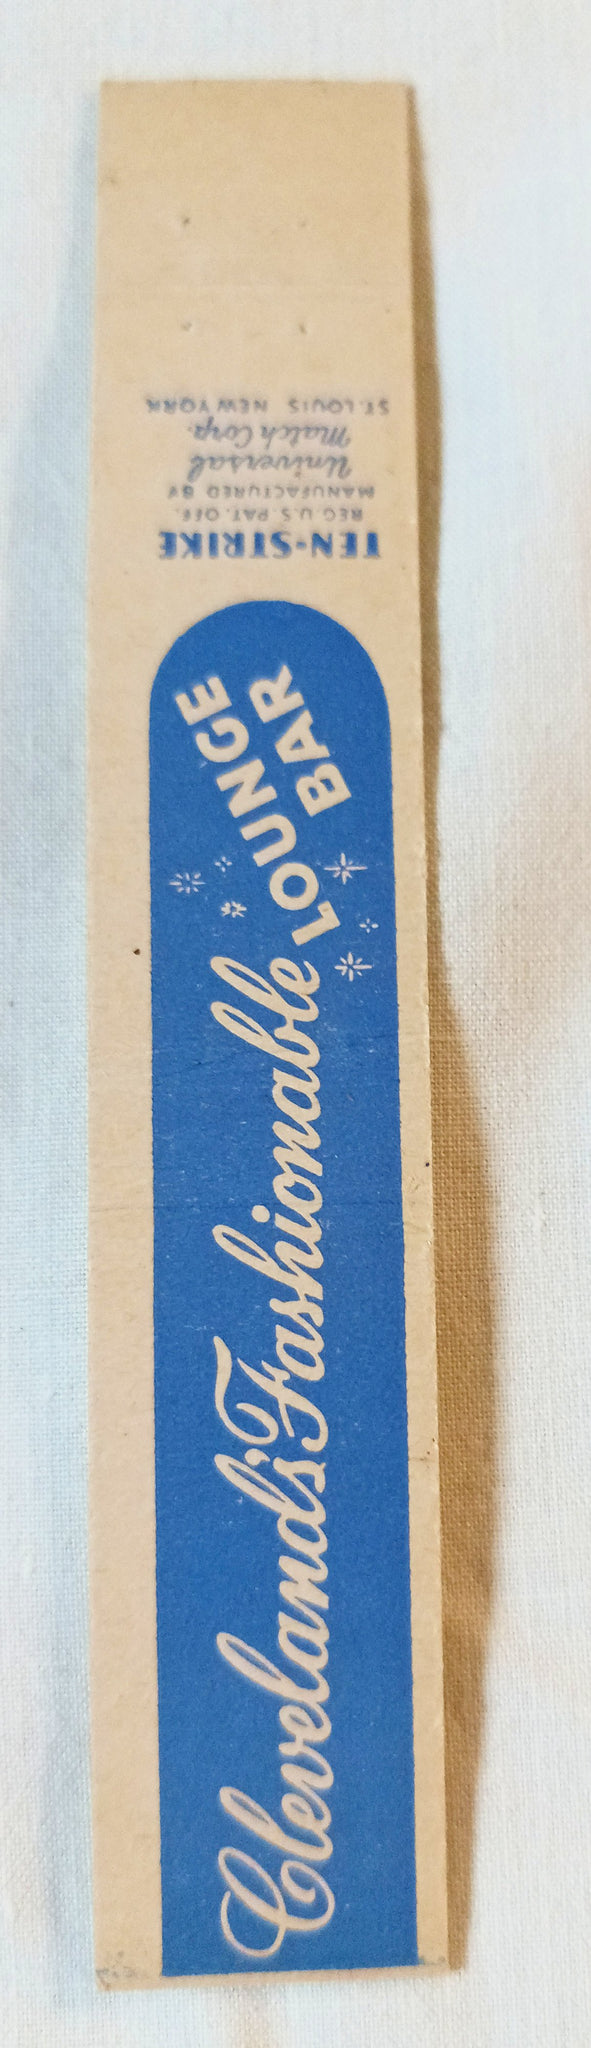 Cleveland's Fashionable
LOUNGE
BAR
TEN-STRIKE
REG. U.S. PAT. OFF.
MANUFACTURED BY
Universal
Match Corp.
ST. LOUIS NEW YORK